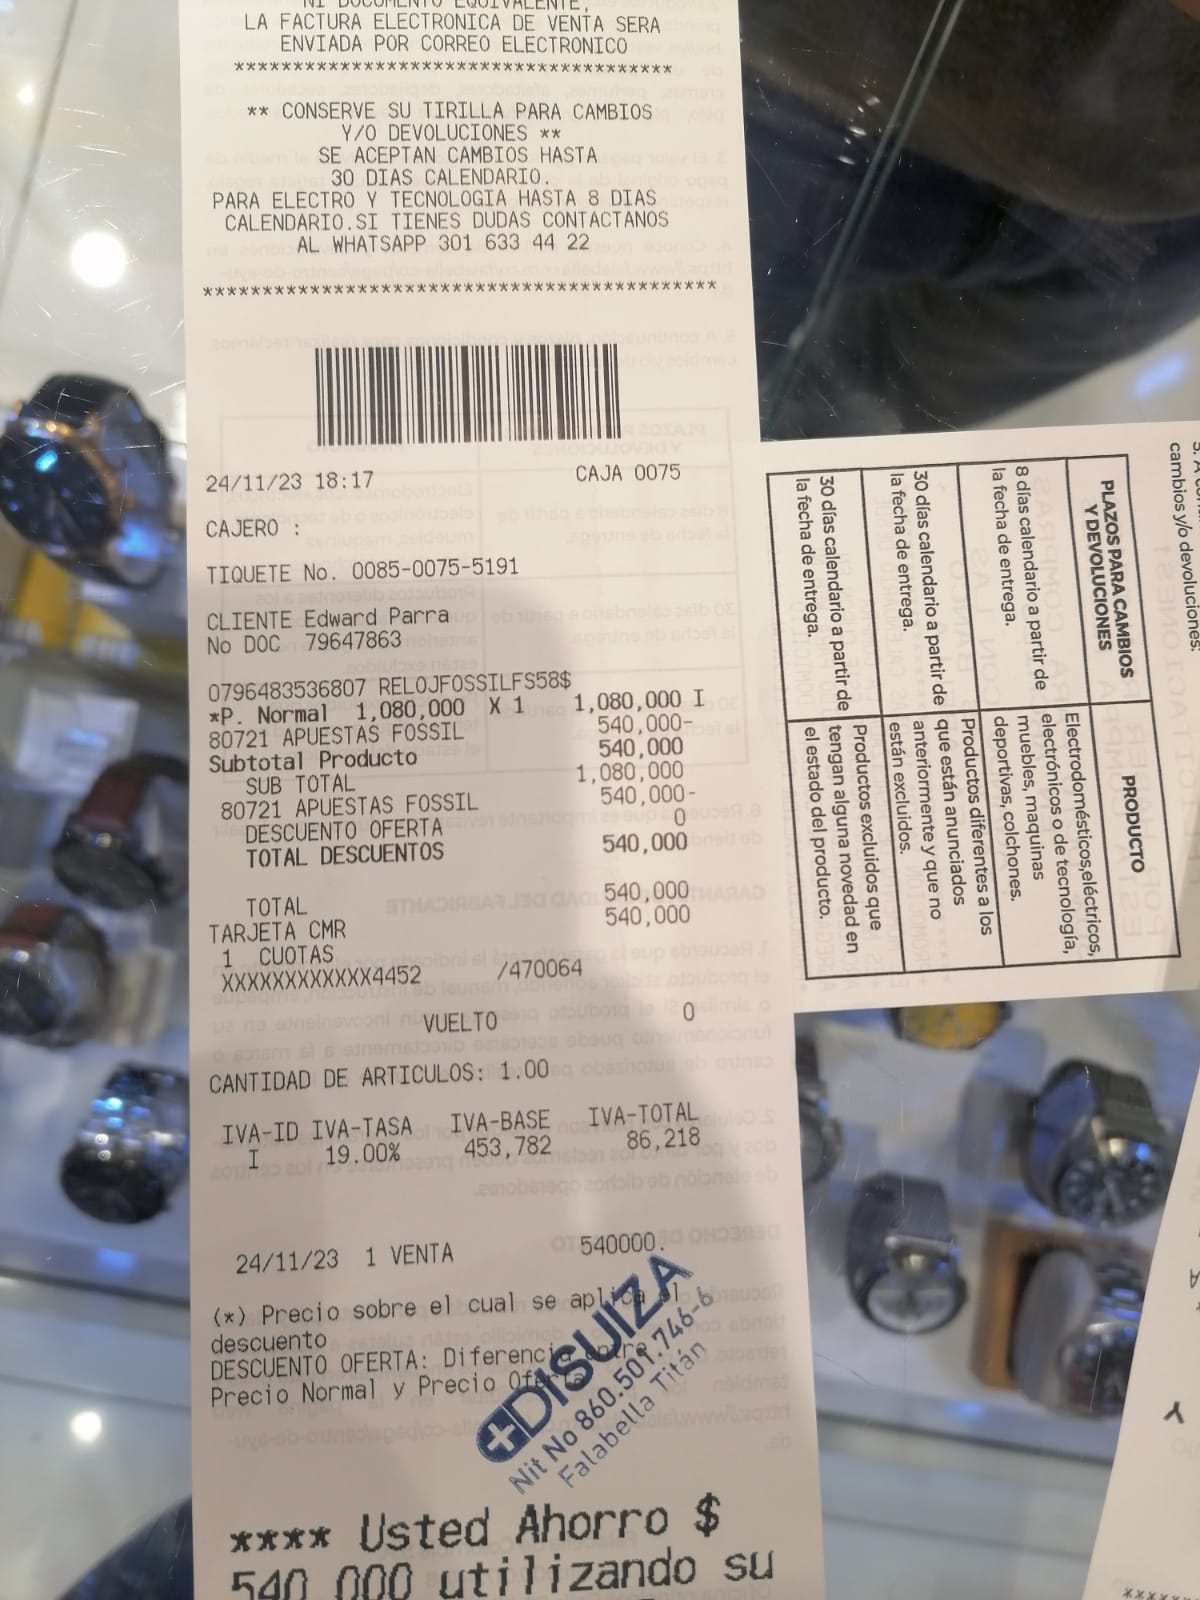 NI DOCUMENTO EQUIVALENTE,
LA FACTURA ELECTRONICA DE VENTA SERA
ENVIADA POR CORREO ELECTRONICO
*************************************
** CONSERVE SU TIRILLA PARA CAMBIOS
Y/O DEVOLUCIONES **
SE ACEPTAN CAMBIOS HASTA
30 DIAS CALENDARIO.
PARA ELECTRO Y TECNOLOGIA HASTA 8 DIAS
CALENDARIO.SI TIENES DUDAS CONTACTANOS
AL WHATSAPP 301 633 44 22
********************************************
24/11/23 18:17 CAJA 0075
CAJERO :
TIQUETE No. 0085-0075-5191
CLIENTE Edward Parra
No DOC 79647863
0796483536807 RELOJFOSSILFS58$
*P. Normal 1,080,000 X 1 1,080,000 I
80721 APUESTAS FOSSIL 540,000-
Subtotal Producto 540,000
SUB TOTAL 1,080,000
80721 APUESTAS FOSSIL 540,000-
DESCUENTO OFERTA 0
TOTAL DESCUENTOS 540,000
TOTAL 540,000
TARJETA CMR 540,000
1 CUOTAS
XXXXXXXXXXXX4452 /470064
VUELTO 0
CANTIDAD DE ARTICULOS: 1.00
IVA-ID IVA-TASA IVA-BASE IVA-TOTAL
I 19.00% 453,782 86,218
24/11/23 1 VENTA 540000.
(*) Precio sobre el cual se aplica el
descuento
DESCUENTO OFERTA: Diferencia entre
Precio Normal y Precio Oferta
DISUIZA
Nit No 860.501.746-6
Falabella Titán
**** Usted Ahorro $
540,000 utilizando su
cambios y/o devoluciones:
PLAZOS PARA CAMBIOS
Y DEVOLUCIONES
PRODUCTO
8 días calendario a partir de
la fecha de entrega.
Electrodomésticos,eléctricos,
electrónicos o de tecnología,
muebles, maquinas
deportivas, colchones.
30 días calendario a partir de
la fecha de entrega.
Productos diferentes a los
que están anunciados
anteriormente y que no
están excluidos.
30 días calendario a partir de
la fecha de entrega.
Productos excluidos que
tengan alguna novedad en
el estado del producto.